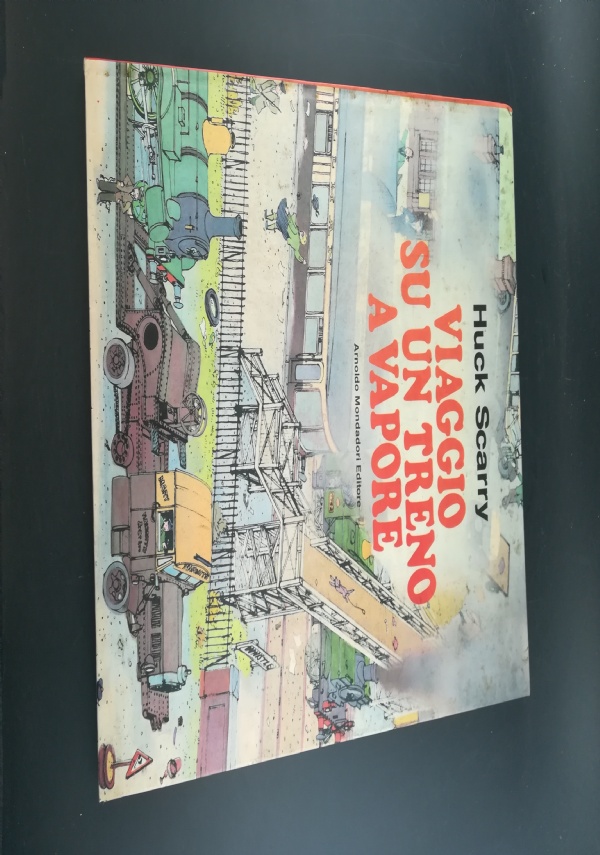 Huck Scarry
VIAGGIO
SU UN TRENO
A VAPORE
Arnoldo Mondadori Editore